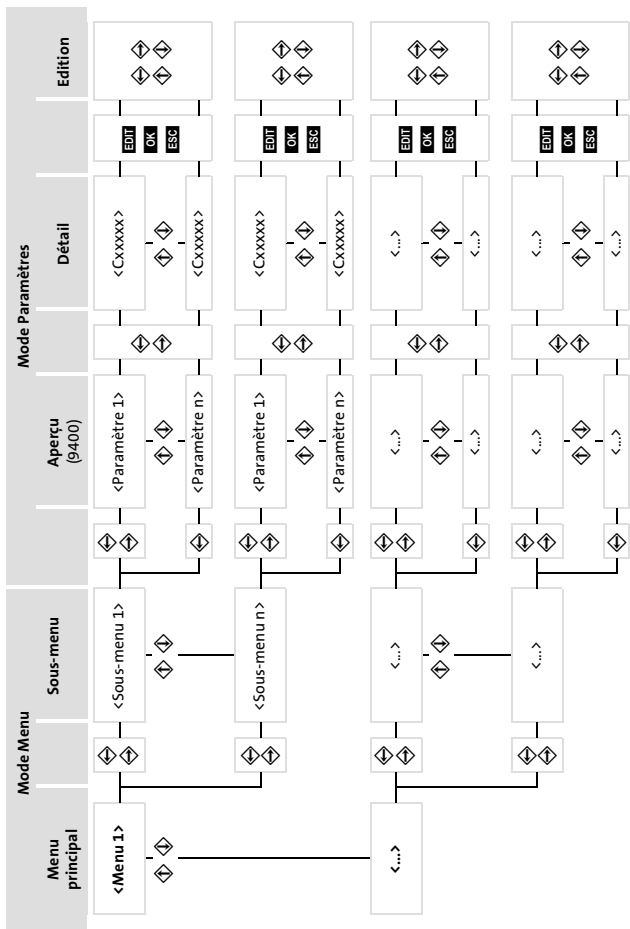 Mode Menu
Mode Paramètres
Menu
principal
Sous-menu
Aperçu
(9400)
Détail
Edition
<Menu 1>
<Sous-menu 1>
<Paramètre 1>
<Cxxxxx>
EDIT
OK
ESC
<Paramètre n>
<Cxxxxx>
<Sous-menu n>
<Paramètre 1>
<Cxxxxx>
EDIT
OK
ESC
<Paramètre n>
<Cxxxxx>
<...>
<...>
<...>
<...>
EDIT
OK
ESC
<...>
<...>
<...>
<...>
<...>
EDIT
OK
ESC
<...>
<...>